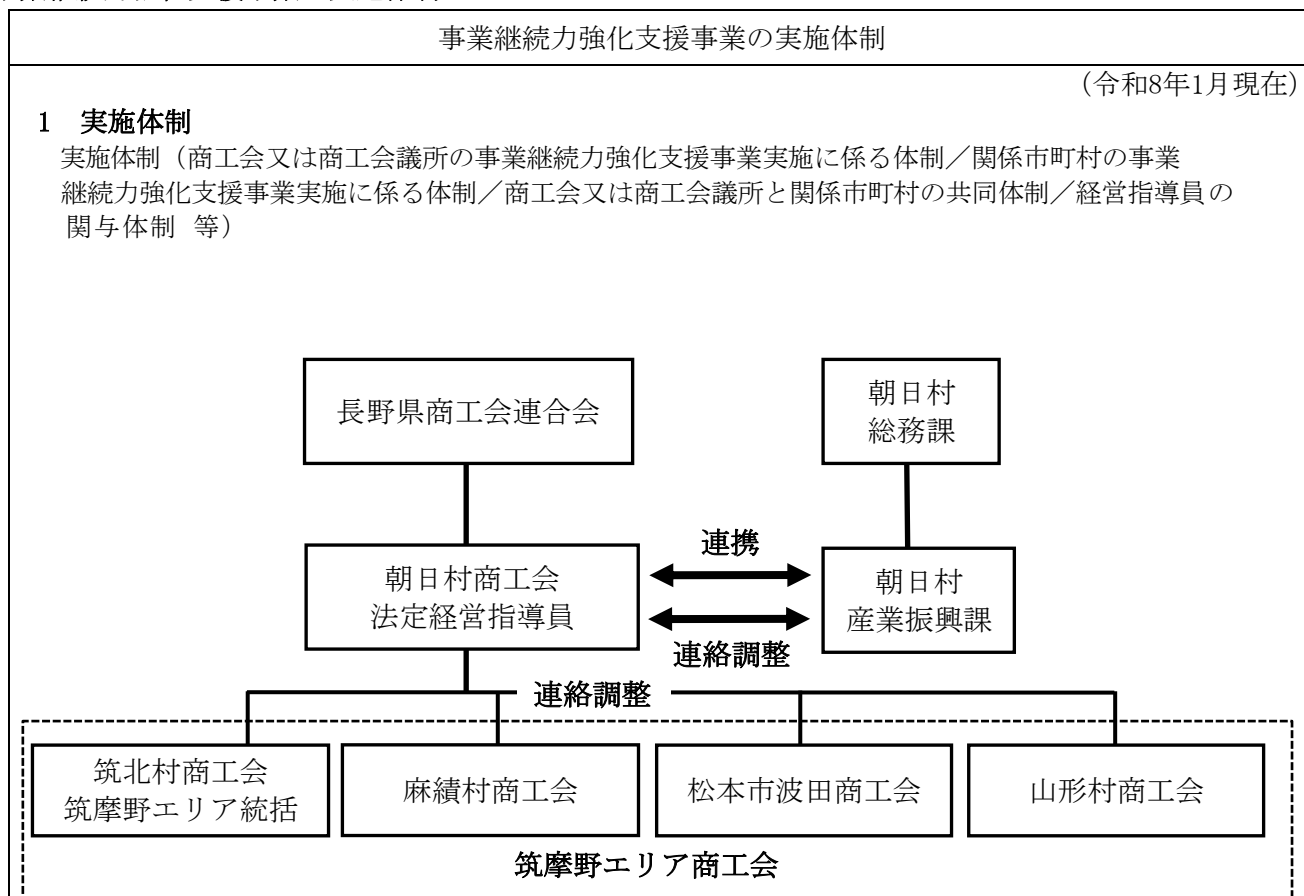 事業継続力強化支援事業の実施体制
（令和8年1月現在）
1　実施体制
実施体制（商工会又は商工会議所の事業継続力強化支援事業実施に係る体制／関係市町村の事業
継続力強化支援事業実施に係る体制／商工会又は商工会議所と関係市町村の共同体制／経営指導員の
関与体制 等）
長野県商工会連合会
朝日村
総務課
朝日村商工会
法定経営指導員
連携
連絡調整
朝日村
産業振興課
連絡調整
筑北村商工会
筑摩野エリア統括
麻績村商工会
松本市波田商工会
山形村商工会
筑摩野エリア商工会